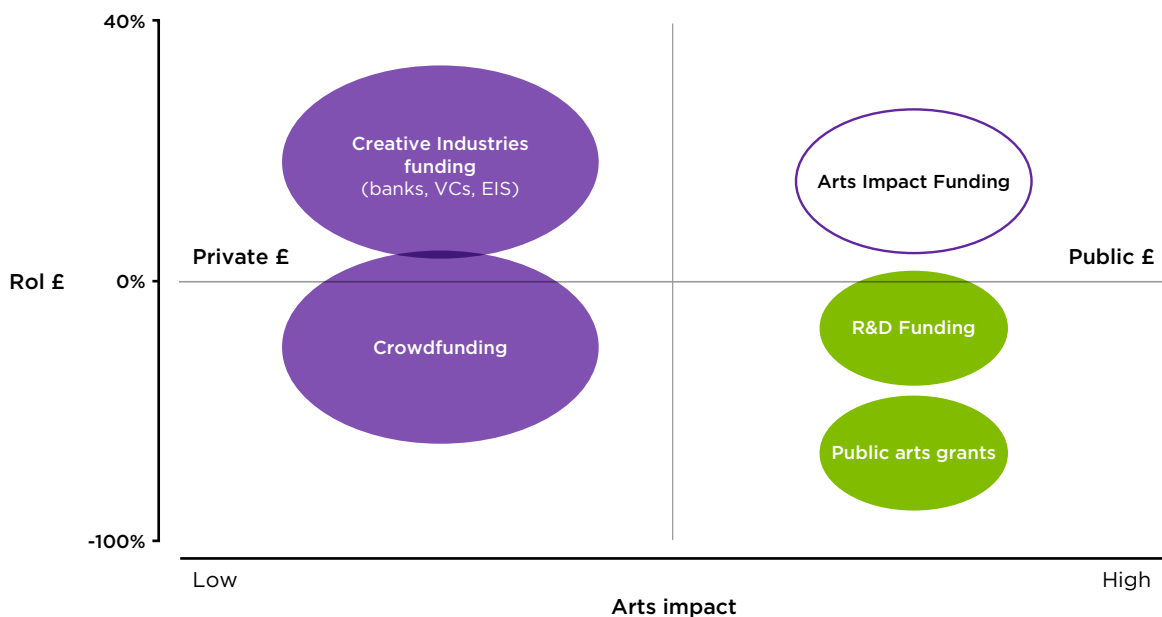 40%
Creative Industries
funding
(banks, VCs, EIS)
Arts Impact Funding
Private £
Public £
RoI £
0%
R&D Funding
Crowdfunding
Public arts grants
-100%
Low
High
Arts impact